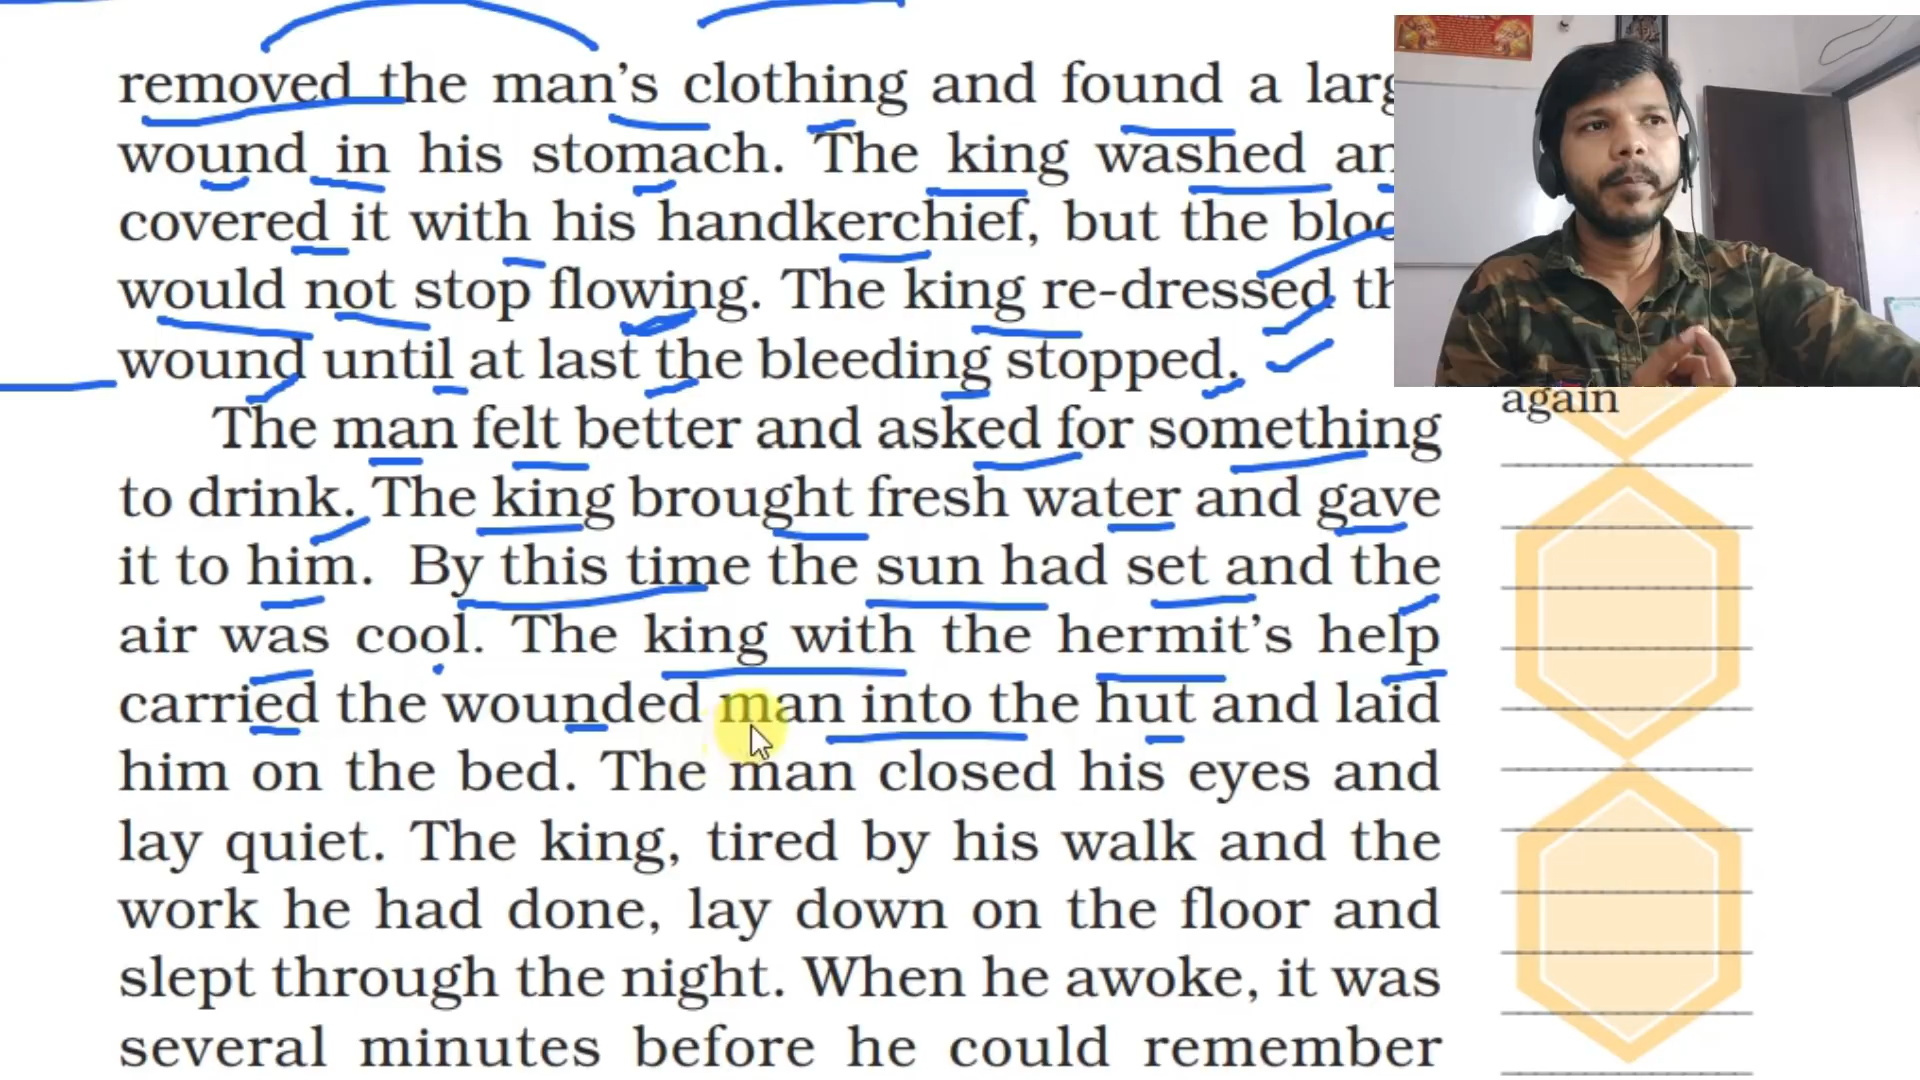 removed the man's clothing and found a
wound in his stomach. The king washed
covered it with his handkerchief, but the
would not stop flowing. The king re-dressed
wound until at last the bleeding stopped.
again
The man felt better and asked for something
to drink. The king brought fresh water and gave
it to him. By this time the sun had set and the
air was cool. The king with the hermit's help
carried the wounded man into the hut and laid
him on the bed. The man closed his eyes and
lay quiet. The king, tired by his walk and the
work he had done, lay down on the floor and
slept through the night. When he awoke, it was
several minutes before he could remember